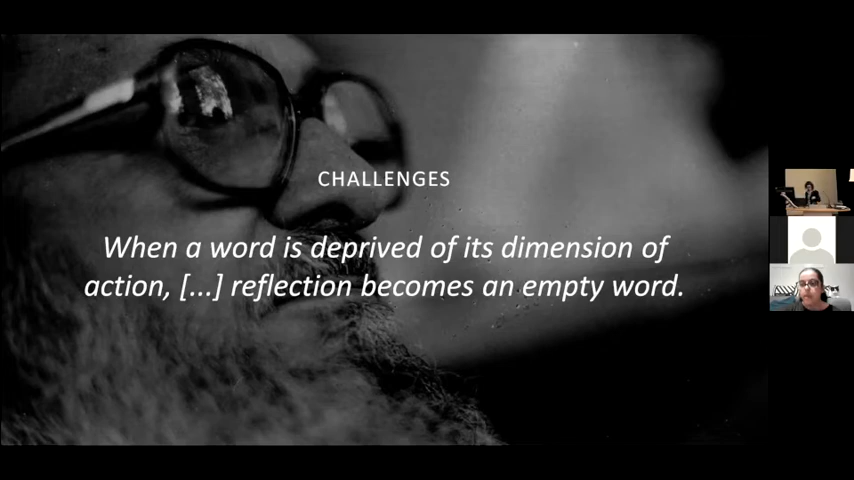 CHALLENGES
When a word is deprived of its dimension of
action, [...] reflection becomes an empty word.